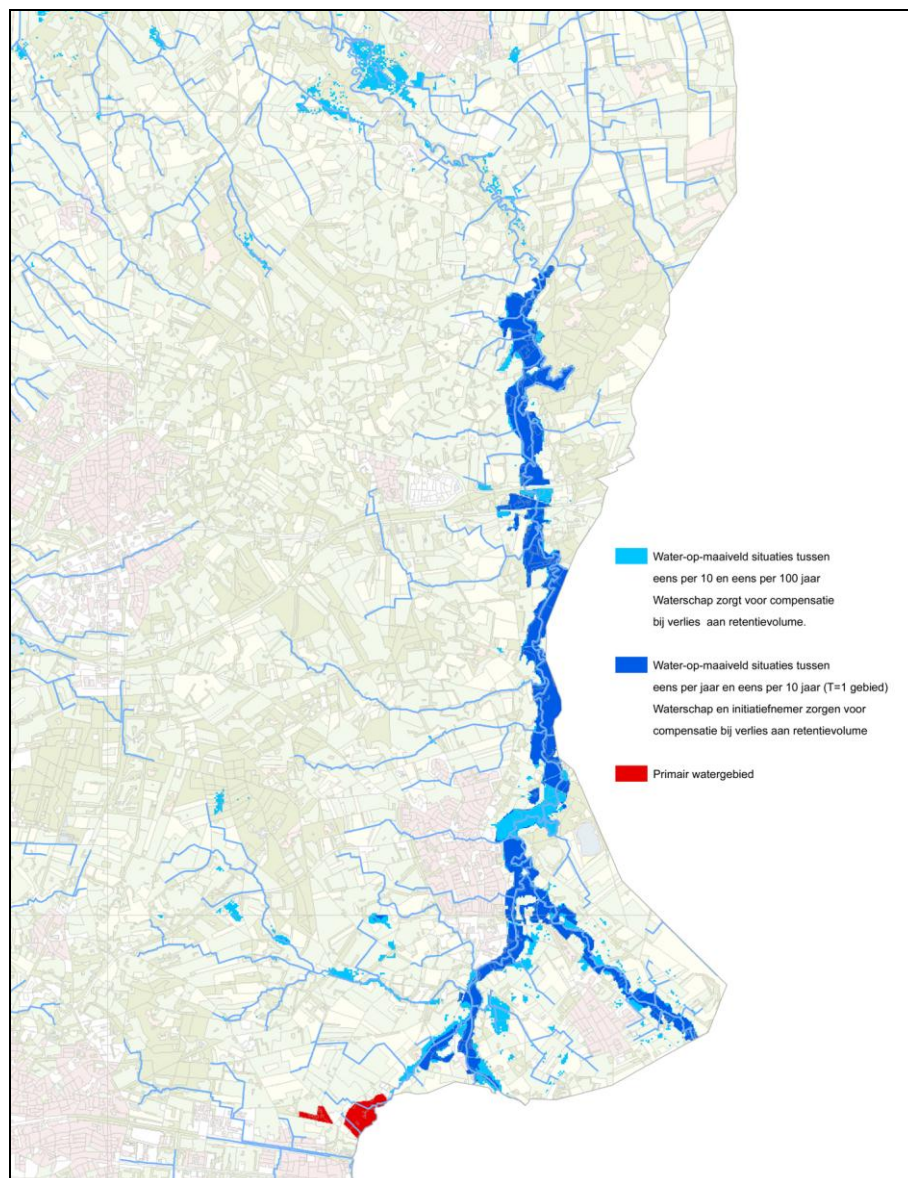 Water-op-maaiveld situaties tussen
eens per 10 en eens per 100 jaar
Waterschap zorgt voor compensatie
bij verlies aan retentievolume.
Water-op-maaiveld situaties tussen
eens per jaar en eens per 10 jaar (T=1 gebied)
Waterschap en initiatiefnemer zorgen voor
compensatie bij verlies aan retentievolume
Primair watergebied